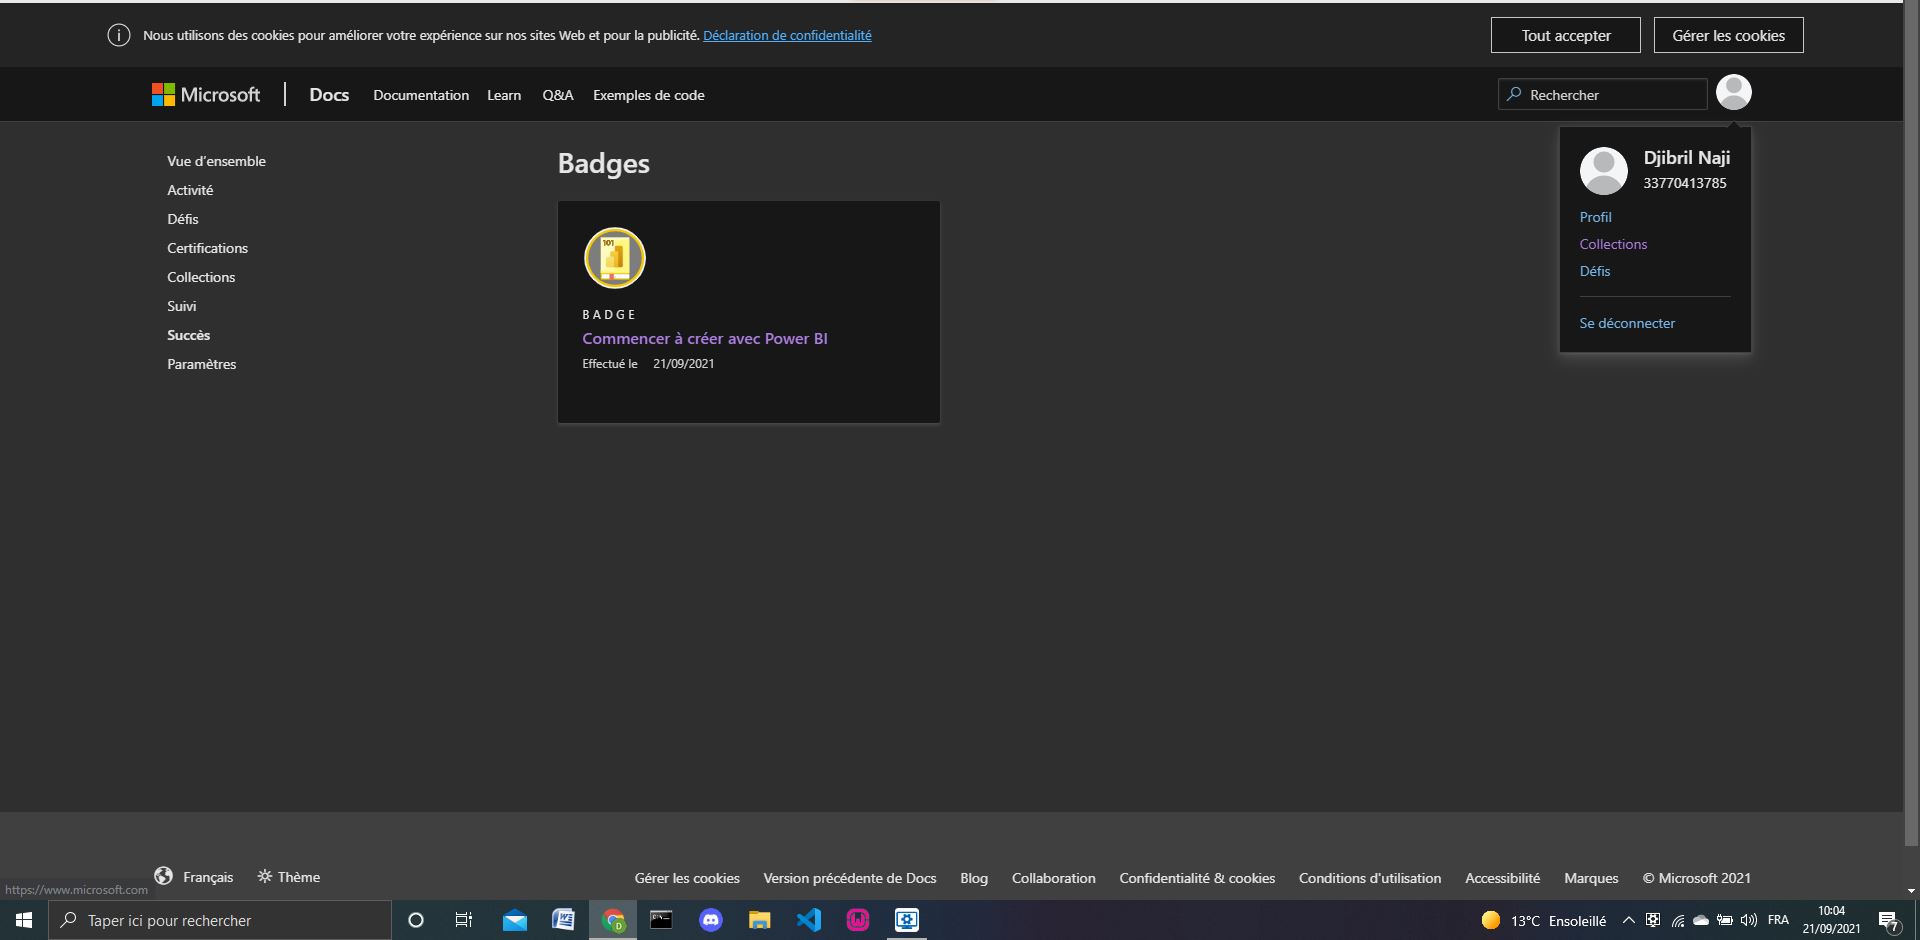 Nous utilisons des cookies pour améliorer votre expérience sur nos sites Web et pour la publicité. Déclaration de confidentialité
Tout accepter
Gérer les cookies
Microsoft
Docs
Documentation
Learn
Q&A
Exemples de code
Rechercher
Vue d’ensemble
Activité
Défis
Certifications
Collections
Suivi
Succès
Paramètres
Badges
101
BADGE
Commencer à créer avec Power BI
Effectué le 21/09/2021
Djibril Naji
33770413785
Profil
Collections
Défis
Se déconnecter
Français
Thème
Gérer les cookies
Version précédente de Docs
Blog
Collaboration
Confidentialité & cookies
Conditions d'utilisation
Accessibilité
Marques
© Microsoft 2021
https://www.microsoft.com
Taper ici pour rechercher
13°C Ensoleillé
FRA
10:04
21/09/2021
7